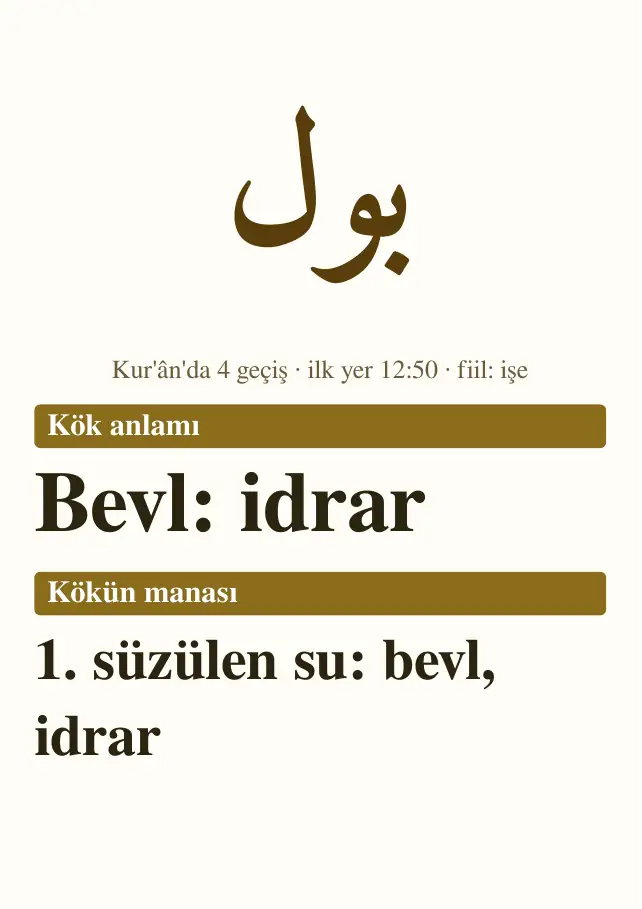 بول
Kur'ân'da 4 geçiş · ilk yer 12:50 · fiil: işe
Kök anlamı
Bevl: idrar
Kökün manası
1. süzülen su: bevl,
idrar